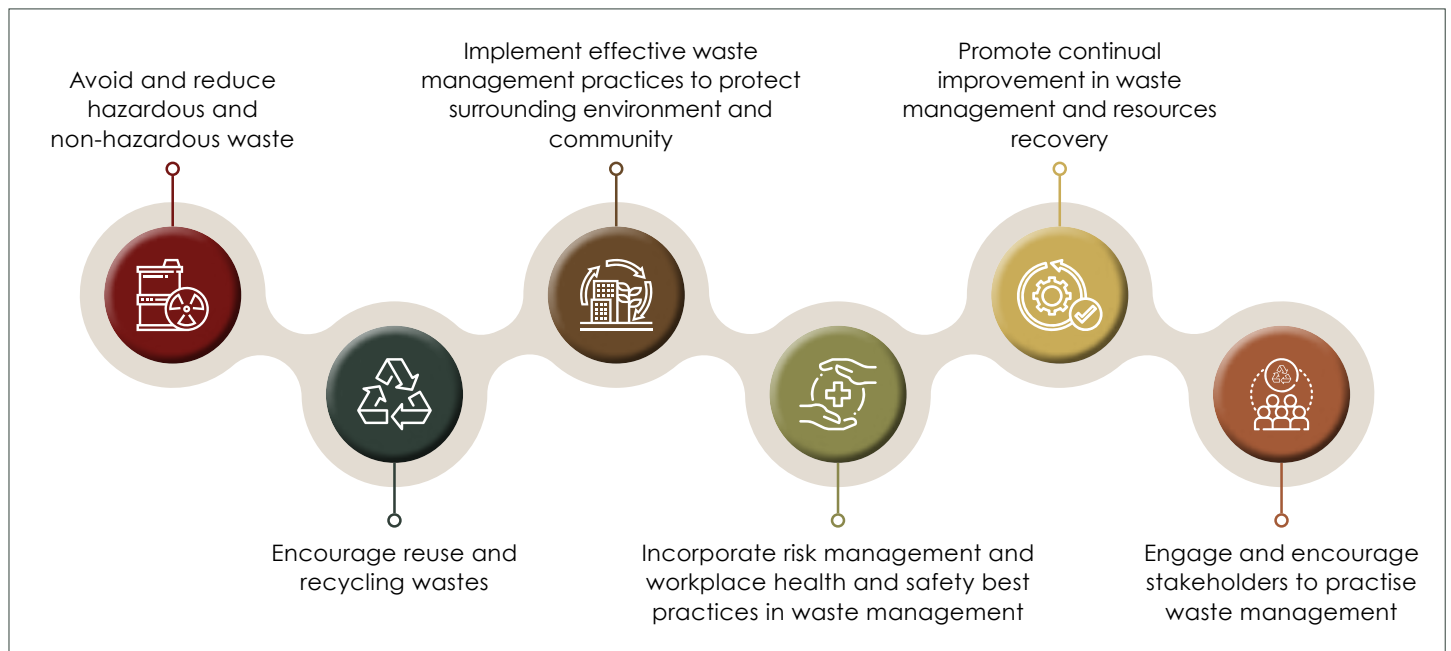 Avoid and reduce
hazardous and
non-hazardous waste
Encourage reuse and
recycling wastes
Implement effective waste
management practices to protect
surrounding environment and
community
Incorporate risk management and
workplace health and safety best
practices in waste management
Promote continual
improvement in waste
management and resources
recovery
Engage and encourage
stakeholders to practise
waste management